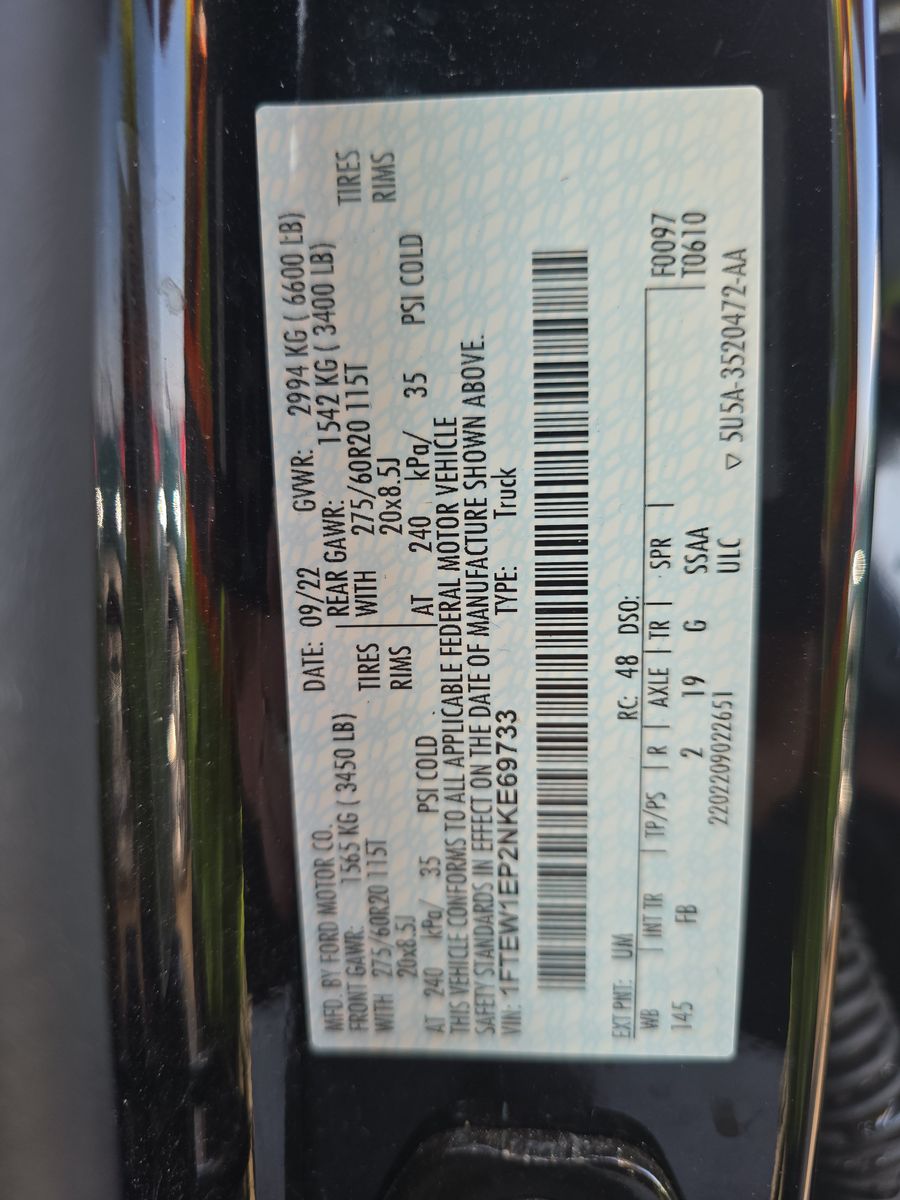 MFD. BY FORD MOTOR CO. DATE: 09/22 GVWR: 2994 KG ( 6600 LB)
FRONT GAWR: 1565 KG ( 3450 LB) REAR GAWR: 1542 KG ( 3400 LB)
WITH 275/60R20 115T TIRES WITH 275/60R20 115T TIRES
20x8.5J RIMS 20x8.5J RIMS
AT 240 kPa/ 35 PSI COLD AT 240 kPa/ 35 PSI COLD
THIS VEHICLE CONFORMS TO ALL APPLICABLE FEDERAL MOTOR VEHICLE
SAFETY STANDARDS IN EFFECT ON THE DATE OF MANUFACTURE SHOWN ABOVE.
VIN: 1FTEW1EP2NKE69733 TYPE: Truck
EXT PNT: UM RC: 48 DSO:
WB | INT TR | TP/PS | R | AXLE | TR | SPR | F0097
145 FB 2 19 G SSAA T0610
2202209022651 ULC ▽ 5U5A-3520472-AA